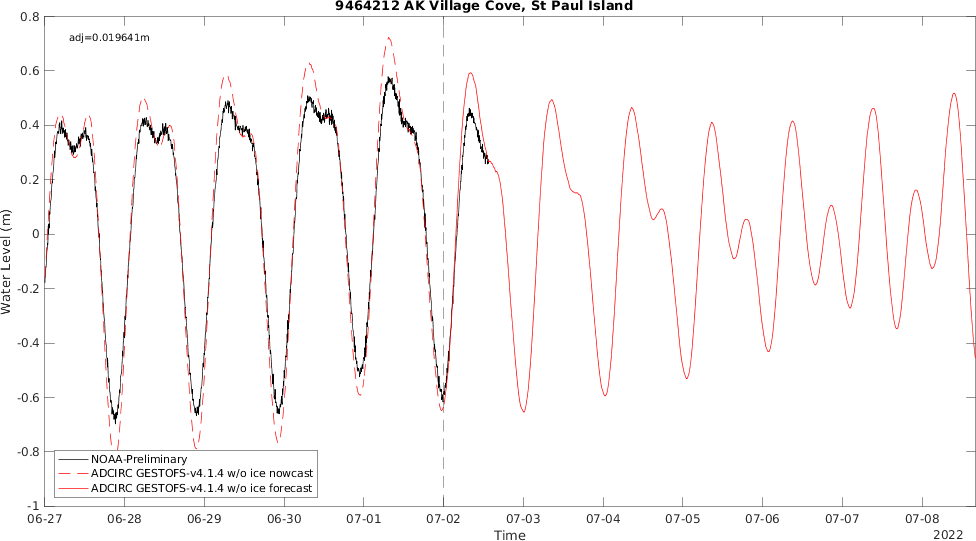 9464212 AK Village Cove, St Paul Island
adj=0.019641m
0.8
0.6
0.4
0.2
0
-0.2
-0.4
-0.6
-0.8
-1
Water Level (m)
NOAA-Preliminary
ADCIRC GESTOFS-v4.1.4 w/o ice nowcast
ADCIRC GESTOFS-v4.1.4 w/o ice forecast
06-27 06-28 06-29 06-30 07-01 07-02 07-03 07-04 07-05 07-06 07-07 07-08
Time
2022